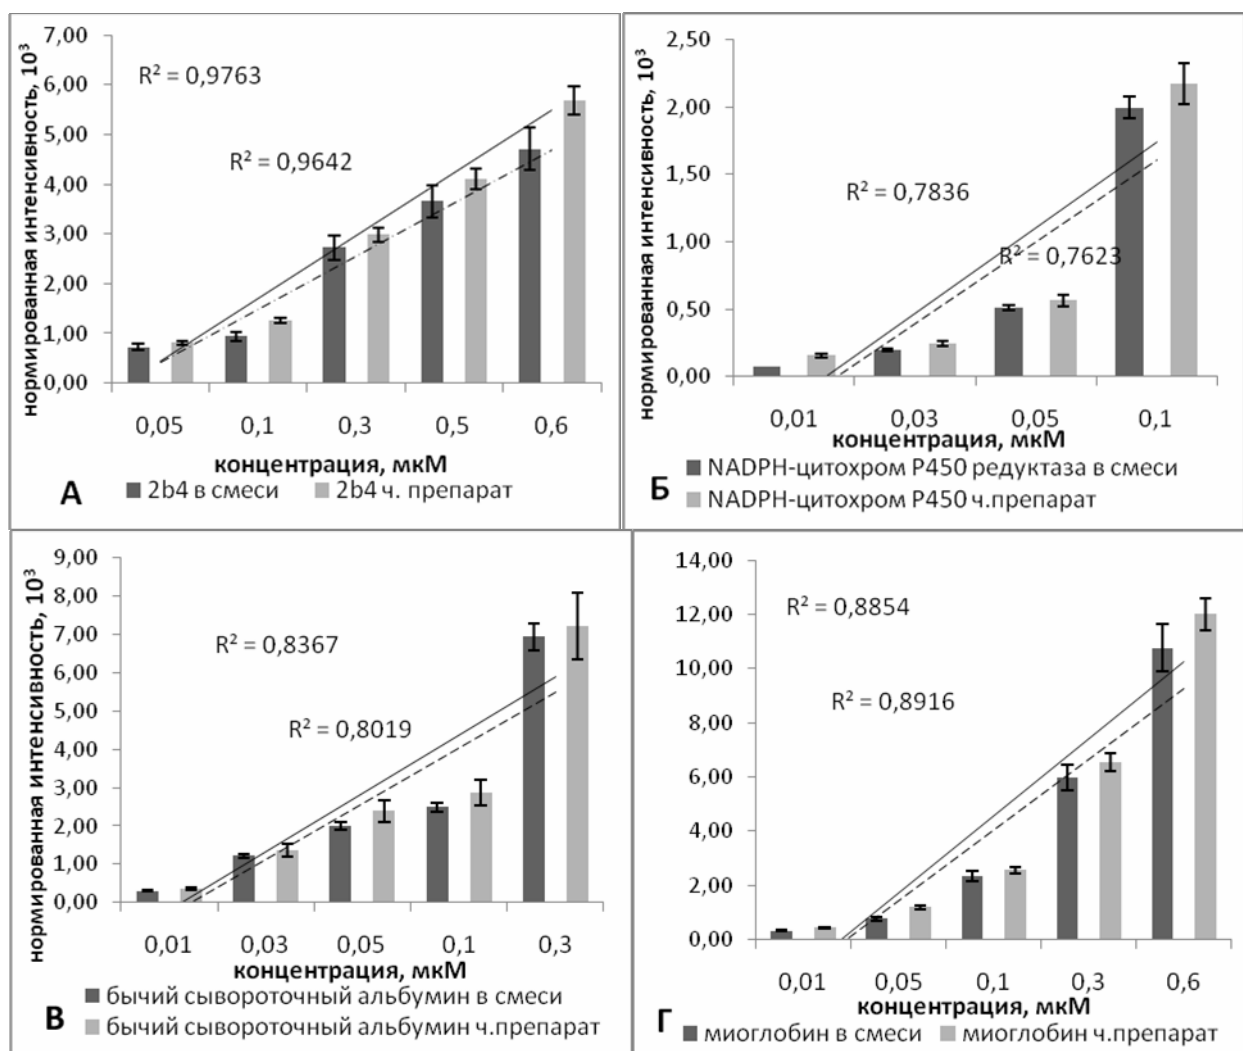 нормированная интенсивность, 10³
7,00
6,00
5,00
4,00
3,00
2,00
1,00
0,00
R² = 0,9763
R² = 0,9642
0,05 0,1 0,3 0,5 0,6
концентрация, мкМ
А
2b4 в смеси 2b4 ч. препарат
нормированная интенсивность, 10³
2,50
2,00
1,50
1,00
0,50
0,00
R² = 0,7836
R² = 0,7623
0,01 0,03 0,05 0,1
концентрация, мкМ
Б
NADPH-цитохром P450 редуктаза в смеси
NADPH-цитохром P450 ч.препарат
нормированная интенсивность, 10³
9,00
8,00
7,00
6,00
5,00
4,00
3,00
2,00
1,00
0,00
R² = 0,8367
R² = 0,8019
0,01 0,03 0,05 0,1 0,3
концентрация, мкМ
В
бычий сывороточный альбумин в смеси
бычий сывороточный альбумин ч.препарат
14,00
12,00
10,00
8,00
6,00
4,00
2,00
0,00
R² = 0,8854
R² = 0,8916
0,01 0,05 0,1 0,3 0,6
концентрация, мкМ
Г
миоглобин в смеси миоглобин ч.препарат